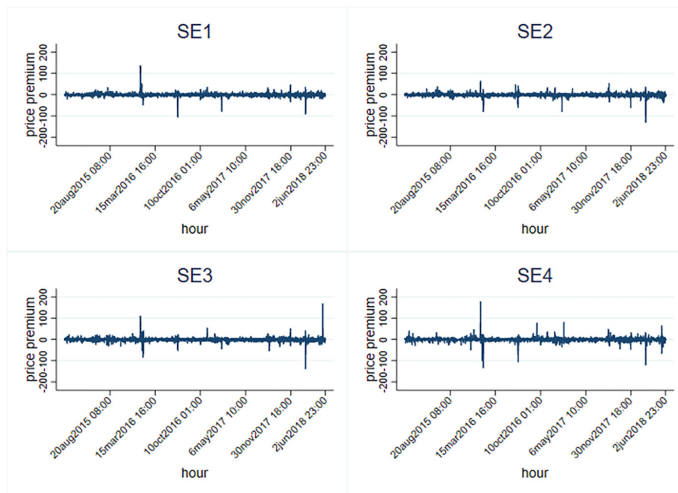 SE1
price premium
-200 -100 0 100 200
20aug2015 08:00
15mar2016 16:00
10oct2016 01:00
6may2017 10:00
30nov2017 18:00
2jun2018 23:00
hour
SE2
price premium
-200 -100 0 100 200
20aug2015 08:00
15mar2016 16:00
10oct2016 01:00
6may2017 10:00
30nov2017 18:00
2jun2018 23:00
hour
SE3
price premium
-200 -100 0 100 200
20aug2015 08:00
15mar2016 16:00
10oct2016 01:00
6may2017 10:00
30nov2017 18:00
2jun2018 23:00
hour
SE4
price premium
-200 -100 0 100 200
20aug2015 08:00
15mar2016 16:00
10oct2016 01:00
6may2017 10:00
30nov2017 18:00
2jun2018 23:00
hour